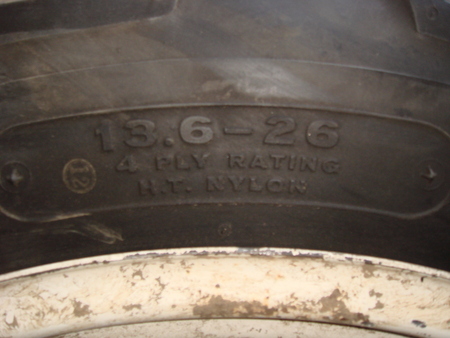 13.6-26
4 PLY RATING
H.T. NYLON